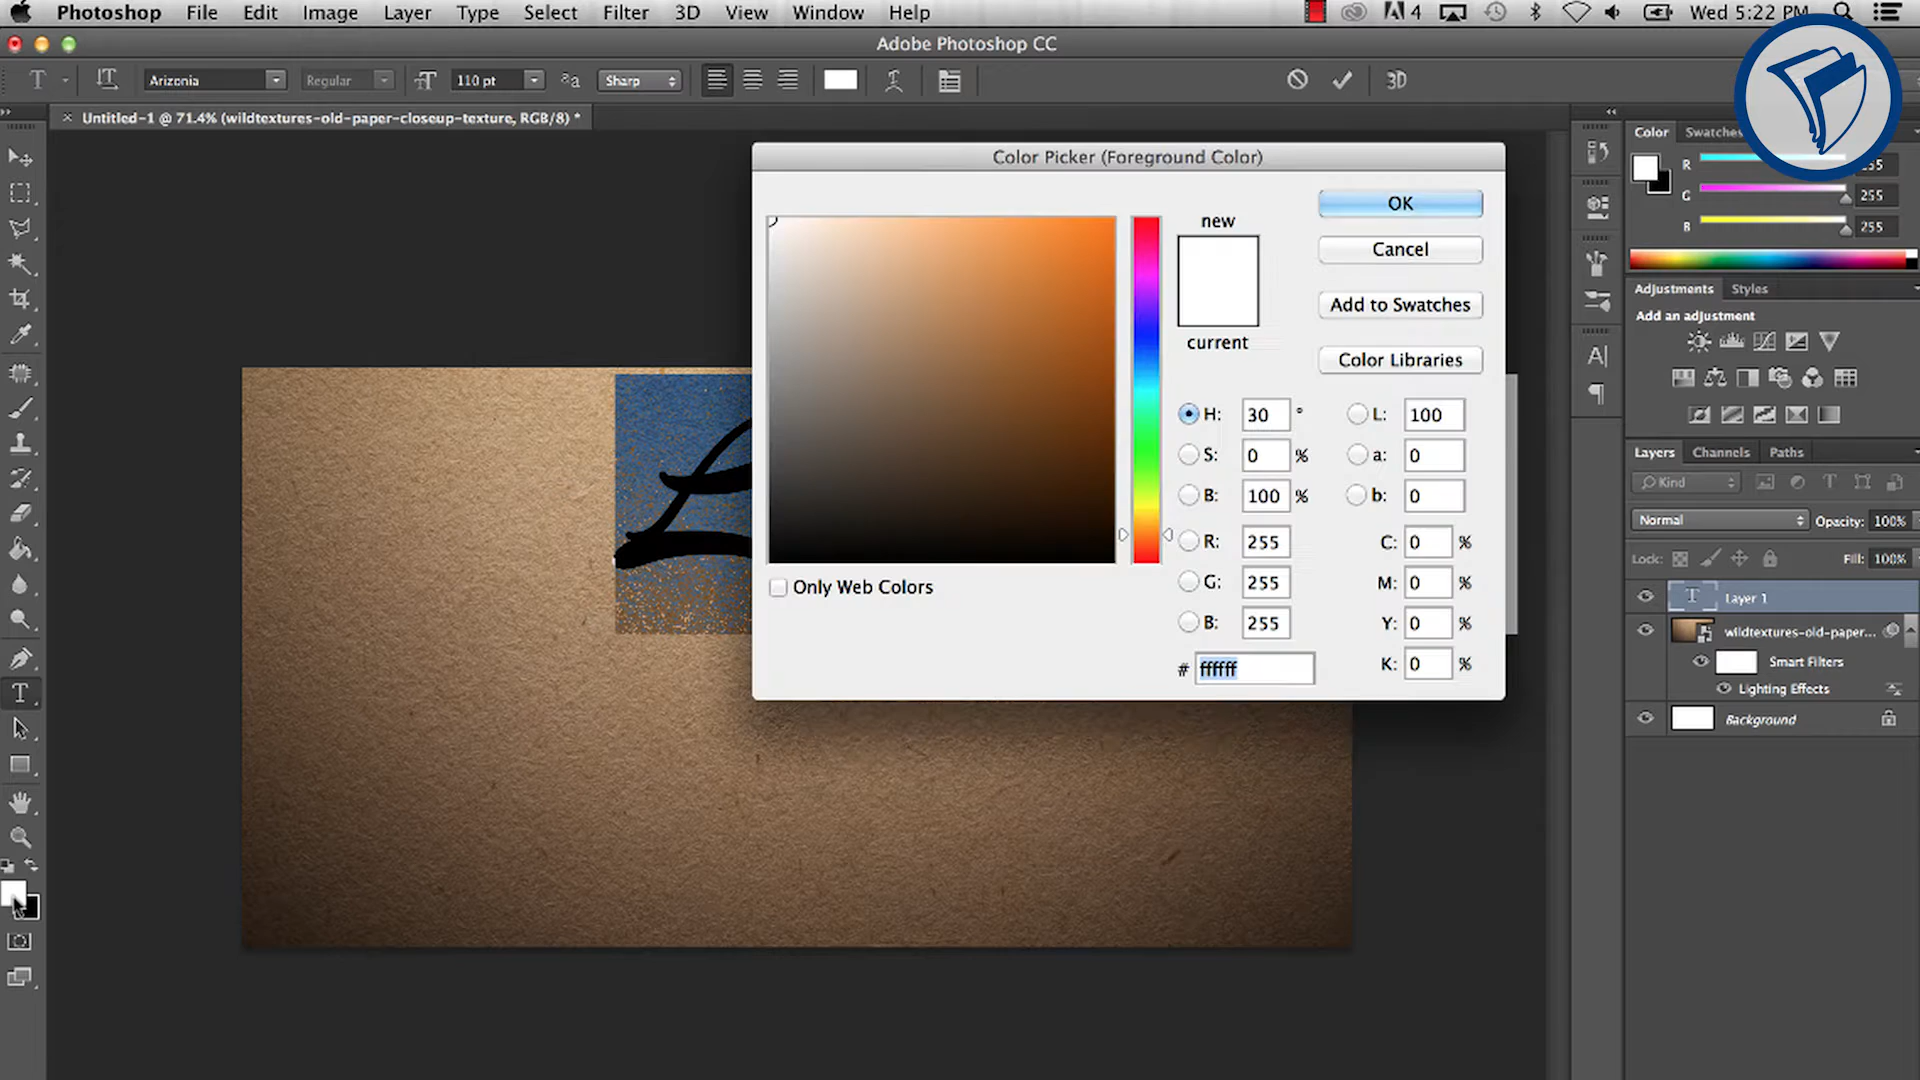 Photoshop File Edit Image Layer Type Select Filter 3D View Window Help 4 Wed 5:22 PM
Adobe Photoshop CC
T Arizonia Regular T 110 pt aa Sharp 3D
Untitled-1 @ 71.4% (wildtextures-old-paper-closeup-texture, RGB/8) *
Color Picker (Foreground Color)
new
current
OK
Cancel
Add to Swatches
Color Libraries
H: 30 ° L: 100
S: 0 % a: 0
B: 100 % b: 0
R: 255 C: 0 %
G: 255 M: 0 %
B: 255 Y: 0 %
# ffffff K: 0 %
Only Web Colors
Color Swatches
R
G 255
B 255
Adjustments Styles
Add an adjustment
Layers Channels Paths
Kind
Normal Opacity: 100%
Lock: Fill: 100%
T Layer 1
wildtextures-old-paper...
Smart Filters
Lighting Effects
Background